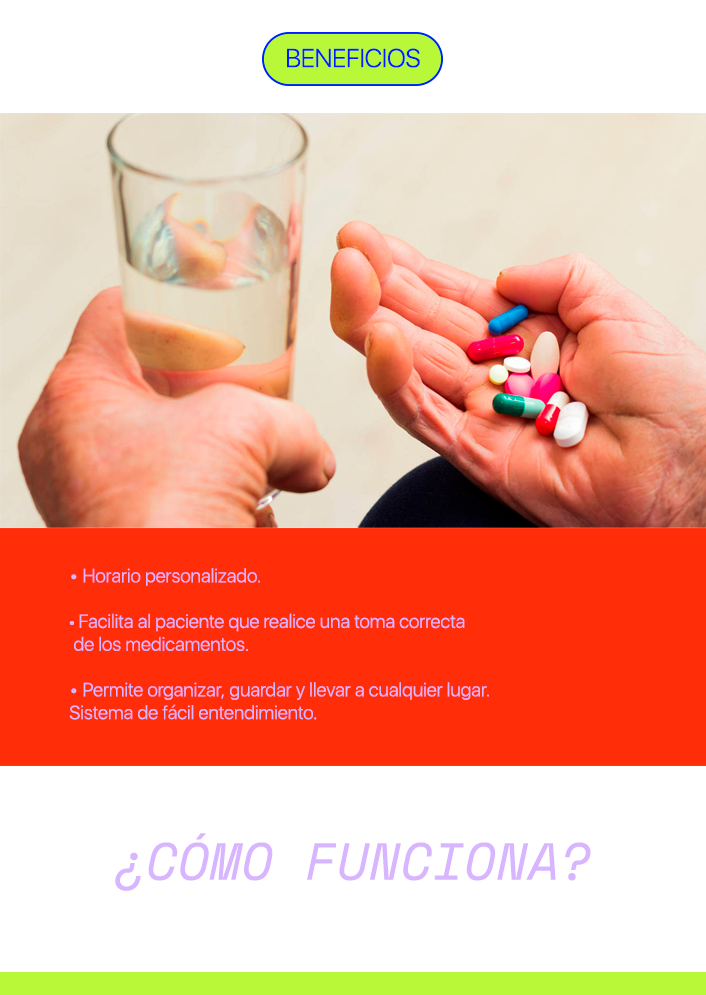 BENEFICIOS
• Horario personalizado.
• Facilita al paciente que realice una toma correcta
de los medicamentos.
• Permite organizar, guardar y llevar a cualquier lugar.
Sistema de fácil entendimiento.
¿CÓMO FUNCIONA?